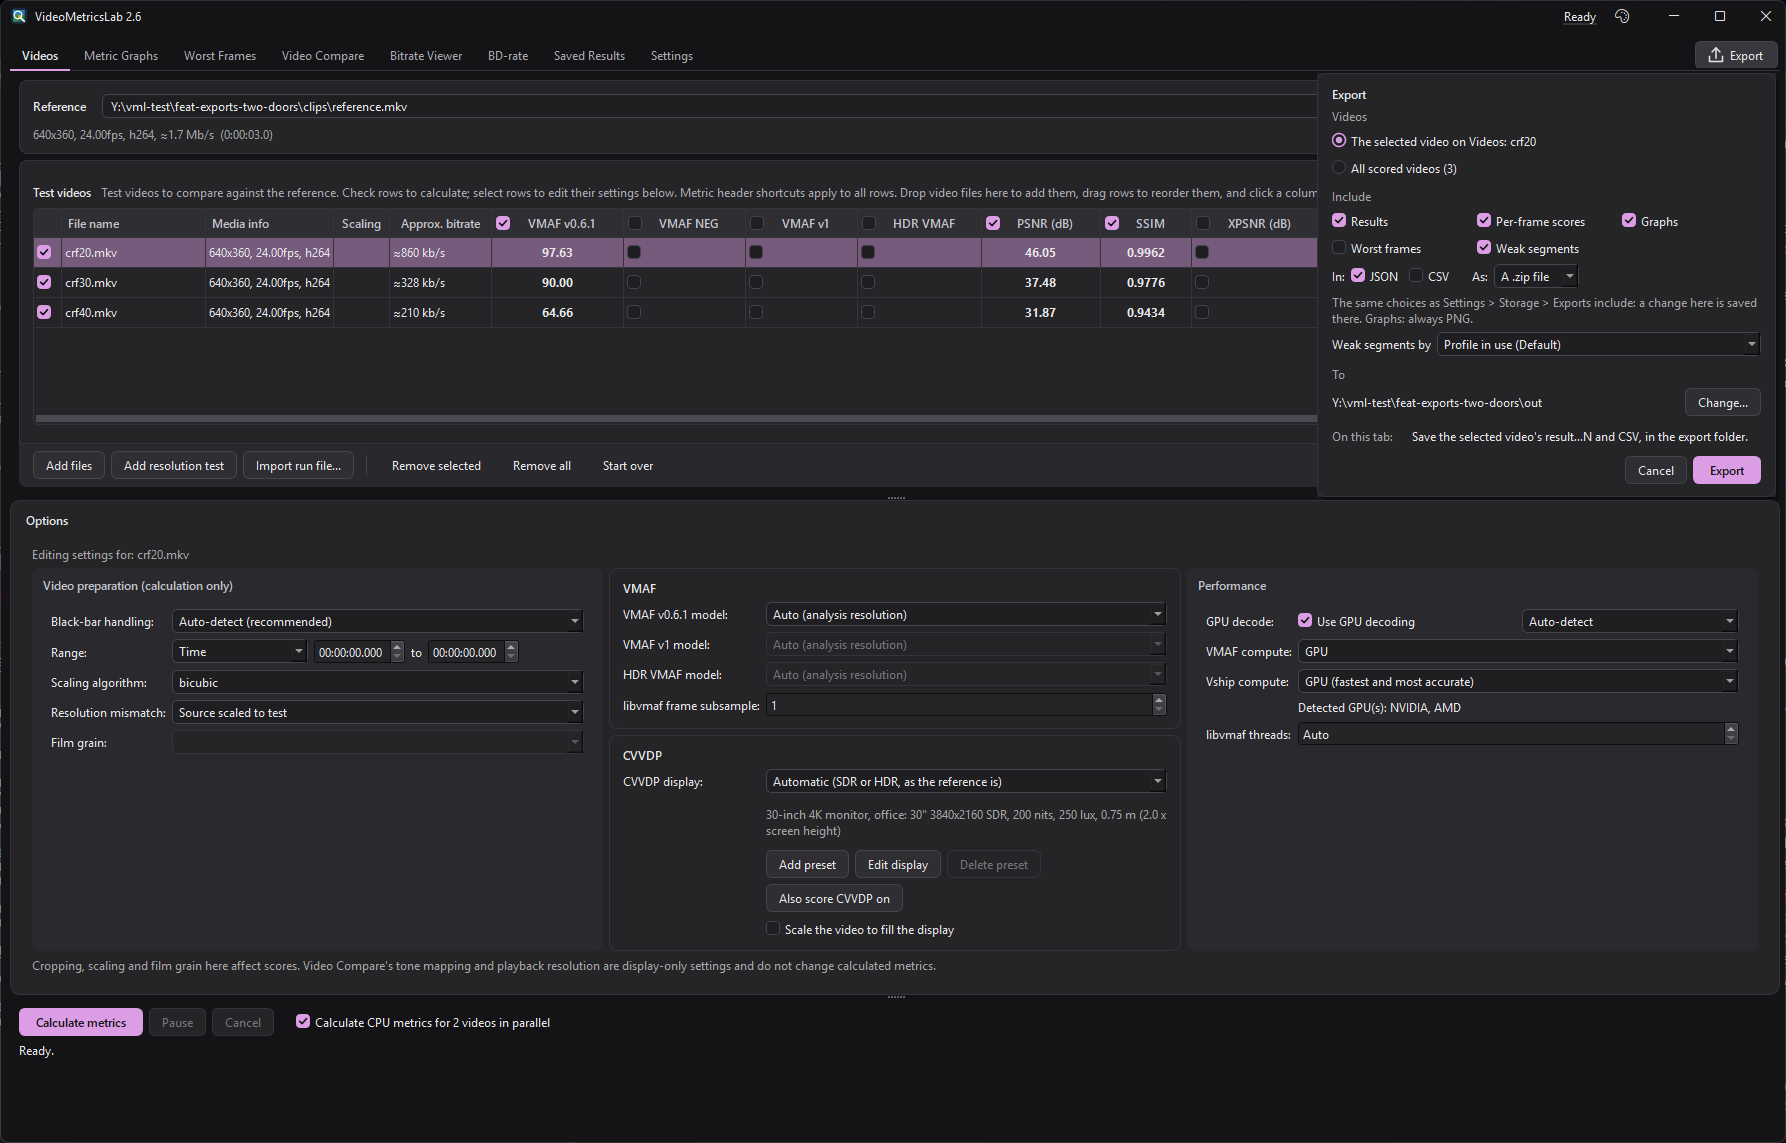 VideoMetricsLab 2.6
Ready
Videos Metric Graphs Worst Frames Video Compare Bitrate Viewer BD-rate Saved Results Settings
Export
Reference Y:\vml-test\feat-exports-two-doors\clips\reference.mkv
640x360, 24.00fps, h264, ≈1.7 Mb/s (0:00:03.0)
Test videos Test videos to compare against the reference. Check rows to calculate; select rows to edit their settings below. Metric header shortcuts apply to all rows. Drop video files here to add them, drag rows to reorder them, and click a colum
File name Media info Scaling Approx. bitrate VMAF v0.6.1 VMAF NEG VMAF v1 HDR VMAF PSNR (dB) SSIM XPSNR (dB)
crf20.mkv 640x360, 24.00fps, h264 ≈860 kb/s 97.63 46.05 0.9962
crf30.mkv 640x360, 24.00fps, h264 ≈328 kb/s 90.00 37.48 0.9776
crf40.mkv 640x360, 24.00fps, h264 ≈210 kb/s 64.66 31.87 0.9434
Add files Add resolution test Import run file... Remove selected Remove all Start over
Export
Videos
The selected video on Videos: crf20
All scored videos (3)
Include
Results Per-frame scores Graphs
Worst frames Weak segments
In: JSON CSV As: A .zip file
The same choices as Settings > Storage > Exports include: a change here is saved
there. Graphs: always PNG.
Weak segments by Profile in use (Default)
To
Y:\vml-test\feat-exports-two-doors\out Change...
On this tab: Save the selected video's result...N and CSV, in the export folder.
Cancel Export
Options
Editing settings for: crf20.mkv
Video preparation (calculation only)
Black-bar handling: Auto-detect (recommended)
Range: Time 00:00:00.000 to 00:00:00.000
Scaling algorithm: bicubic
Resolution mismatch: Source scaled to test
Film grain:
VMAF
VMAF v0.6.1 model: Auto (analysis resolution)
VMAF v1 model: Auto (analysis resolution)
HDR VMAF model: Auto (analysis resolution)
libvmaf frame subsample: 1
CVVDP
CVVDP display: Automatic (SDR or HDR, as the reference is)
30-inch 4K monitor, office: 30" 3840x2160 SDR, 200 nits, 250 lux, 0.75 m (2.0 x
screen height)
Add preset Edit display Delete preset
Also score CVVDP on
Scale the video to fill the display
Performance
GPU decode: Use GPU decoding Auto-detect
VMAF compute: GPU
Vship compute: GPU (fastest and most accurate)
Detected GPU(s): NVIDIA, AMD
libvmaf threads: Auto
Cropping, scaling and film grain here affect scores. Video Compare's tone mapping and playback resolution are display-only settings and do not change calculated metrics.
Calculate metrics Pause Cancel Calculate CPU metrics for 2 videos in parallel
Ready.